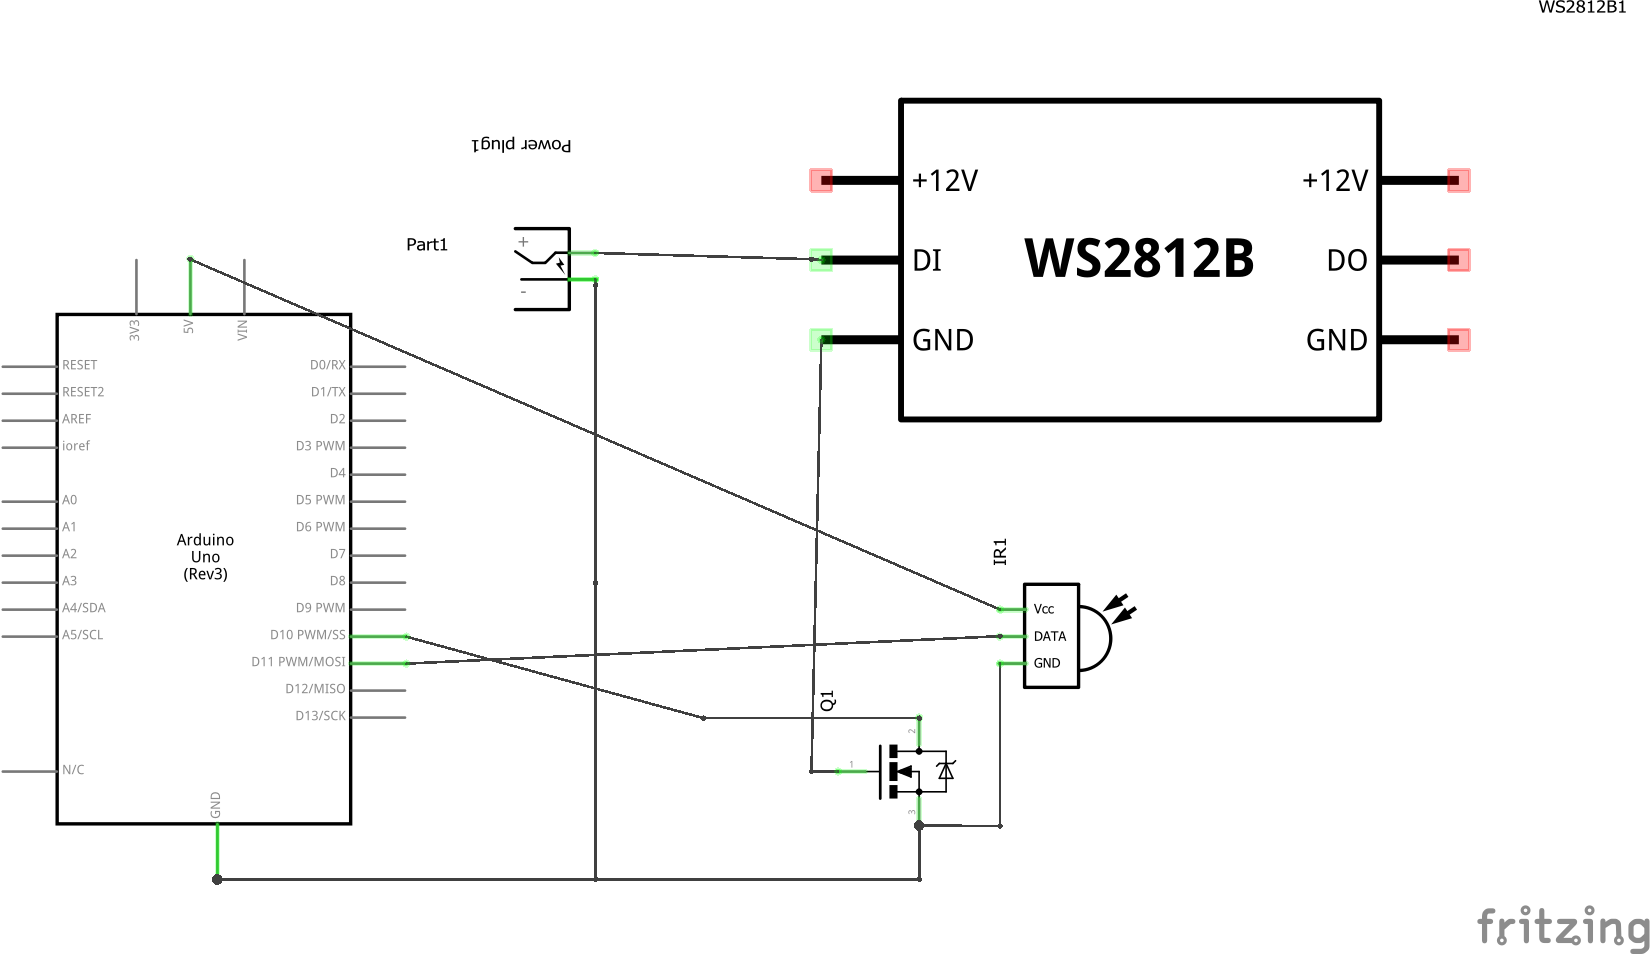 WS2812B1
Power plug1
Part1
+
-
+12V
DI
GND
WS2812B
+12V
DO
GND
3V3
5V
VIN
RESET
RESET2
AREF
ioref
A0
A1
A2
A3
A4/SDA
A5/SCL
N/C
Arduino
Uno
(Rev3)
D0/RX
D1/TX
D2
D3 PWM
D4
D5 PWM
D6 PWM
D7
D8
D9 PWM
D10 PWM/SS
D11 PWM/MOSI
D12/MISO
D13/SCK
GND
IR1
Vcc
DATA
GND
Q1
2
1
3
fritzing